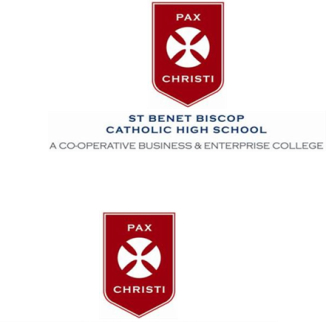 PAX
CHRISTI
ST BENET BISCOP
CATHOLIC HIGH SCHOOL
A CO-OPERATIVE BUSINESS & ENTERPRISE COLLEGE
PAX
CHRISTI